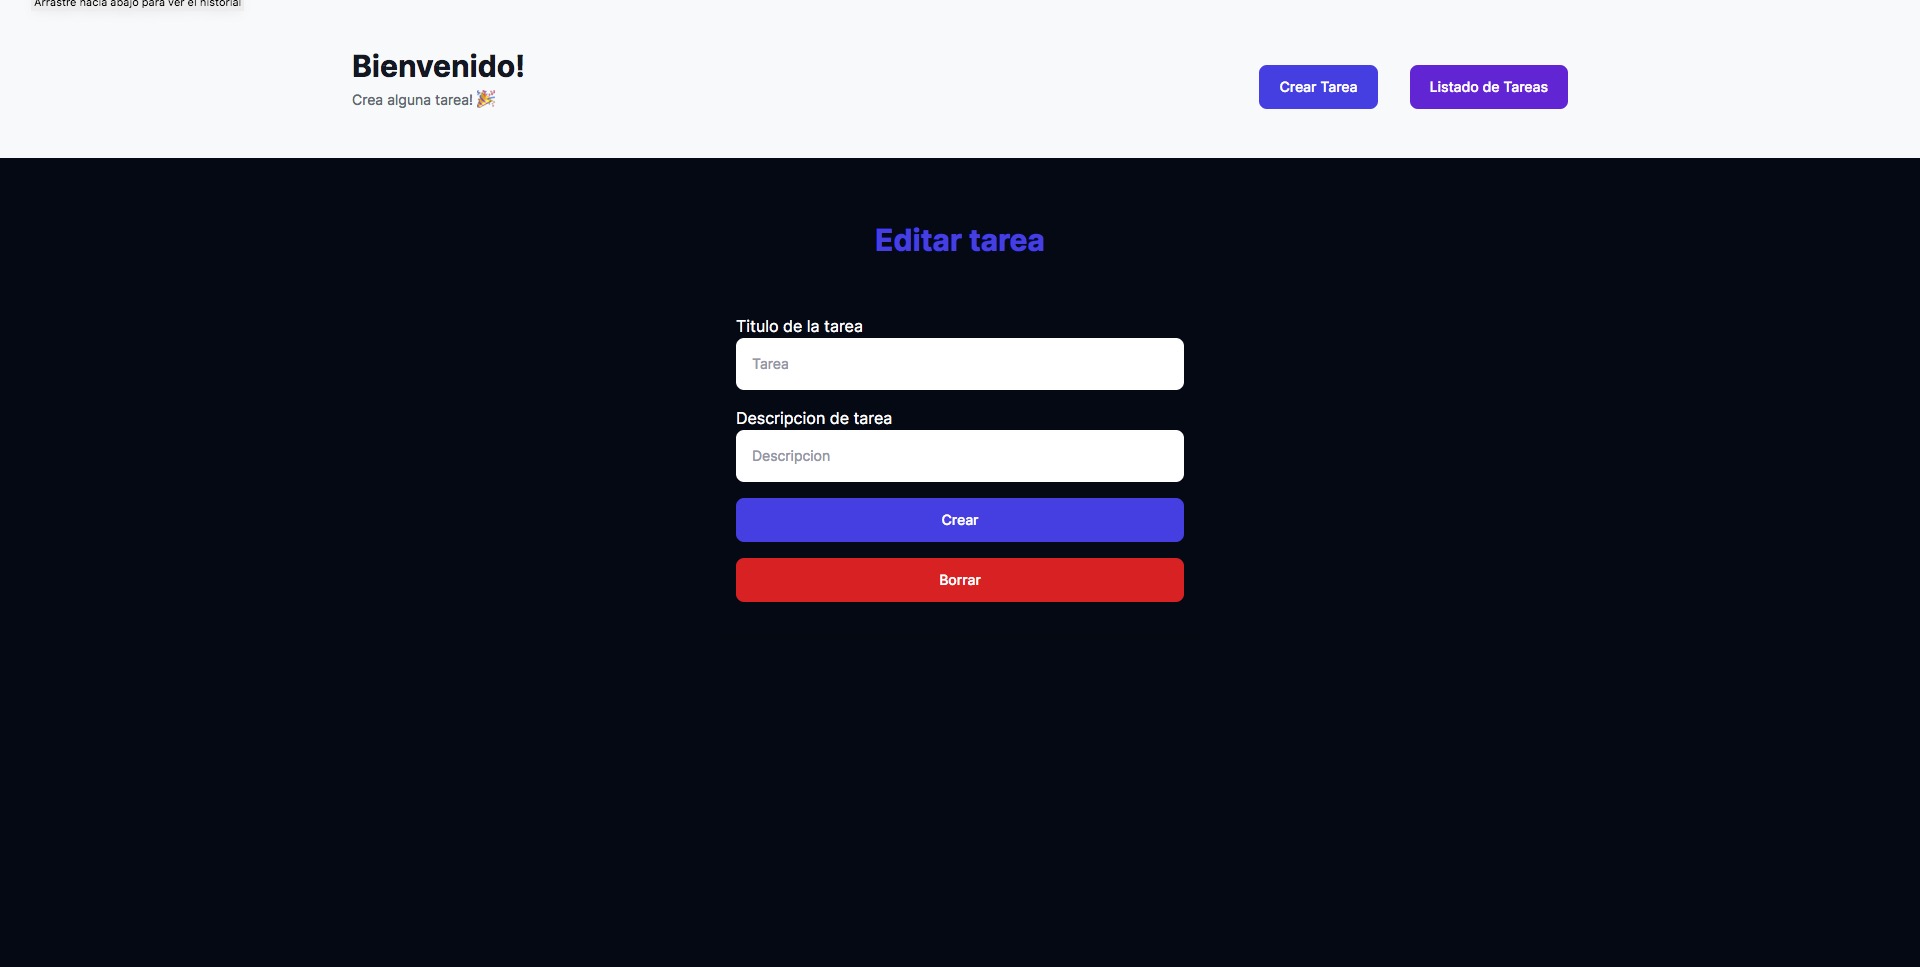 Arrastre hacia abajo para ver el historial
Bienvenido!
Crea alguna tarea! 🎉
Crear Tarea
Listado de Tareas
Editar tarea
Titulo de la tarea
Tarea
Descripcion de tarea
Descripcion
Crear
Borrar